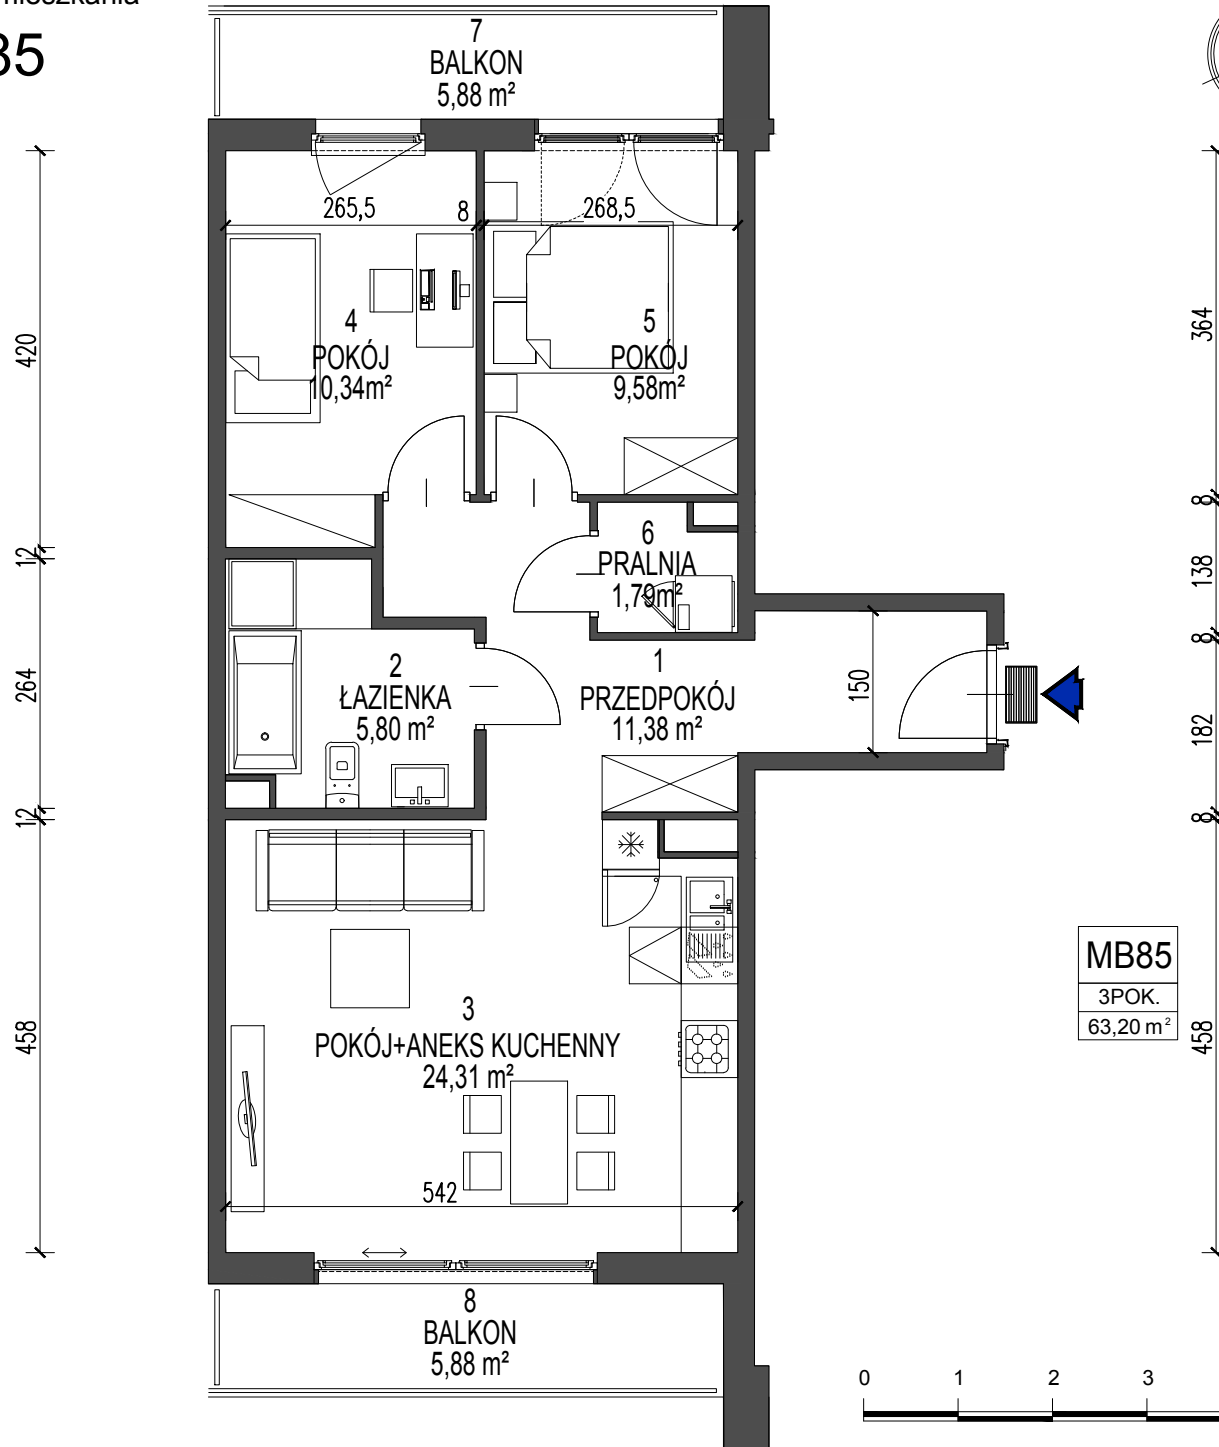 mieszkania
85
7
BALKON
5,88 m²
265,5
8
268,5
4
POKÓJ
10,34m²
5
POKÓJ
9,58m²
6
PRALNIA
1,79m²
2
ŁAZIENKA
5,80 m²
1
PRZEDPOKÓJ
11,38 m²
150
3
POKÓJ+ANEKS KUCHENNY
24,31 m²
542
8
BALKON
5,88 m²
420
12
264
12
458
364
8
138
8
182
8
458
MB85
3POK.
63,20 m²
0 1 2 3